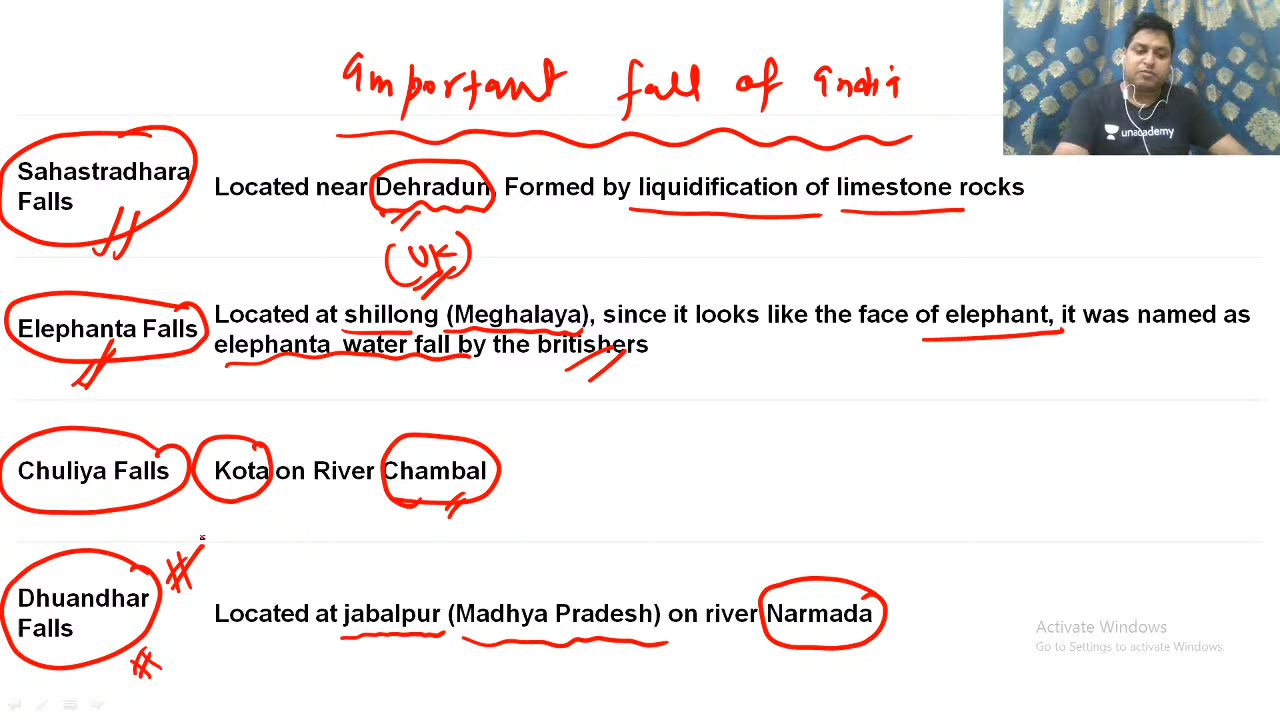 Important fall of India
unacademy
Sahastradhara
Falls
Located near Dehradun. Formed by liquidification of limestone rocks
(UK)
Elephanta Falls
Located at shillong (Meghalaya), since it looks like the face of elephant, it was named as
elephanta water fall by the britishers
Chuliya Falls
Kota on River Chambal
Dhuandhar
Falls
Located at jabalpur (Madhya Pradesh) on river Narmada
Activate Windows
Go to Settings to activate Windows.